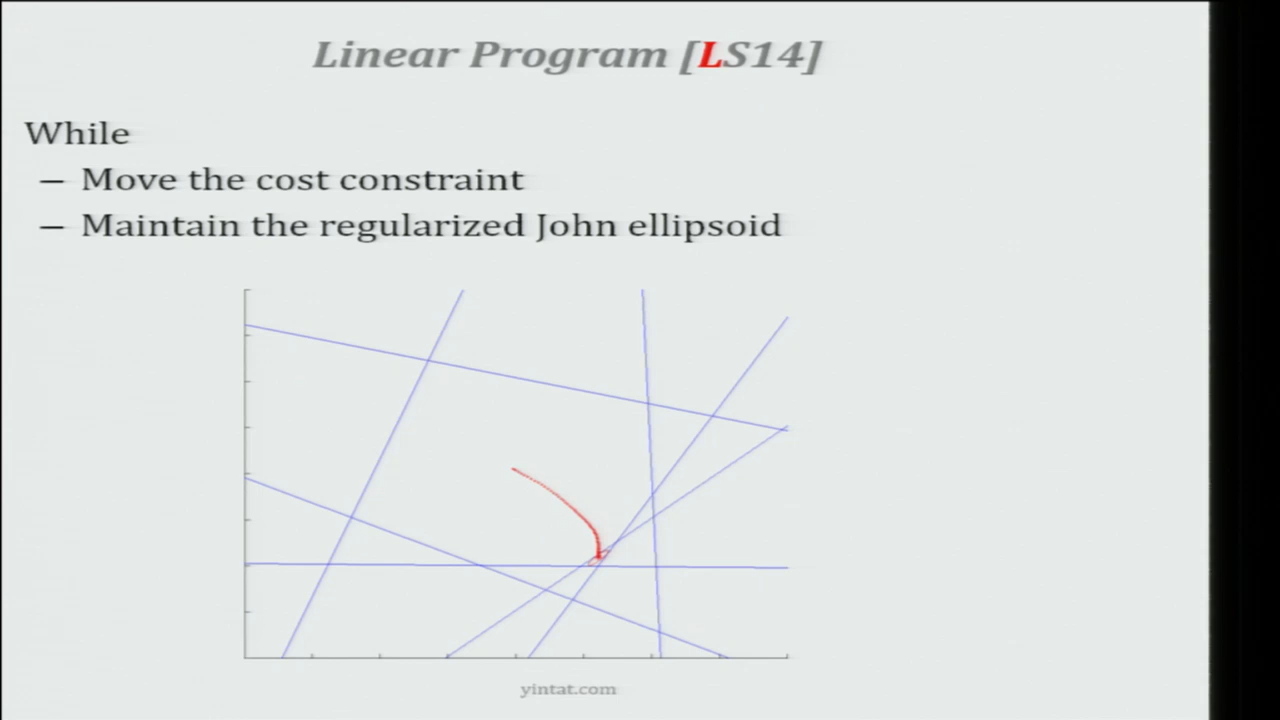 Linear Program [LS14]
While
– Move the cost constraint
– Maintain the regularized John ellipsoid
yintat.com